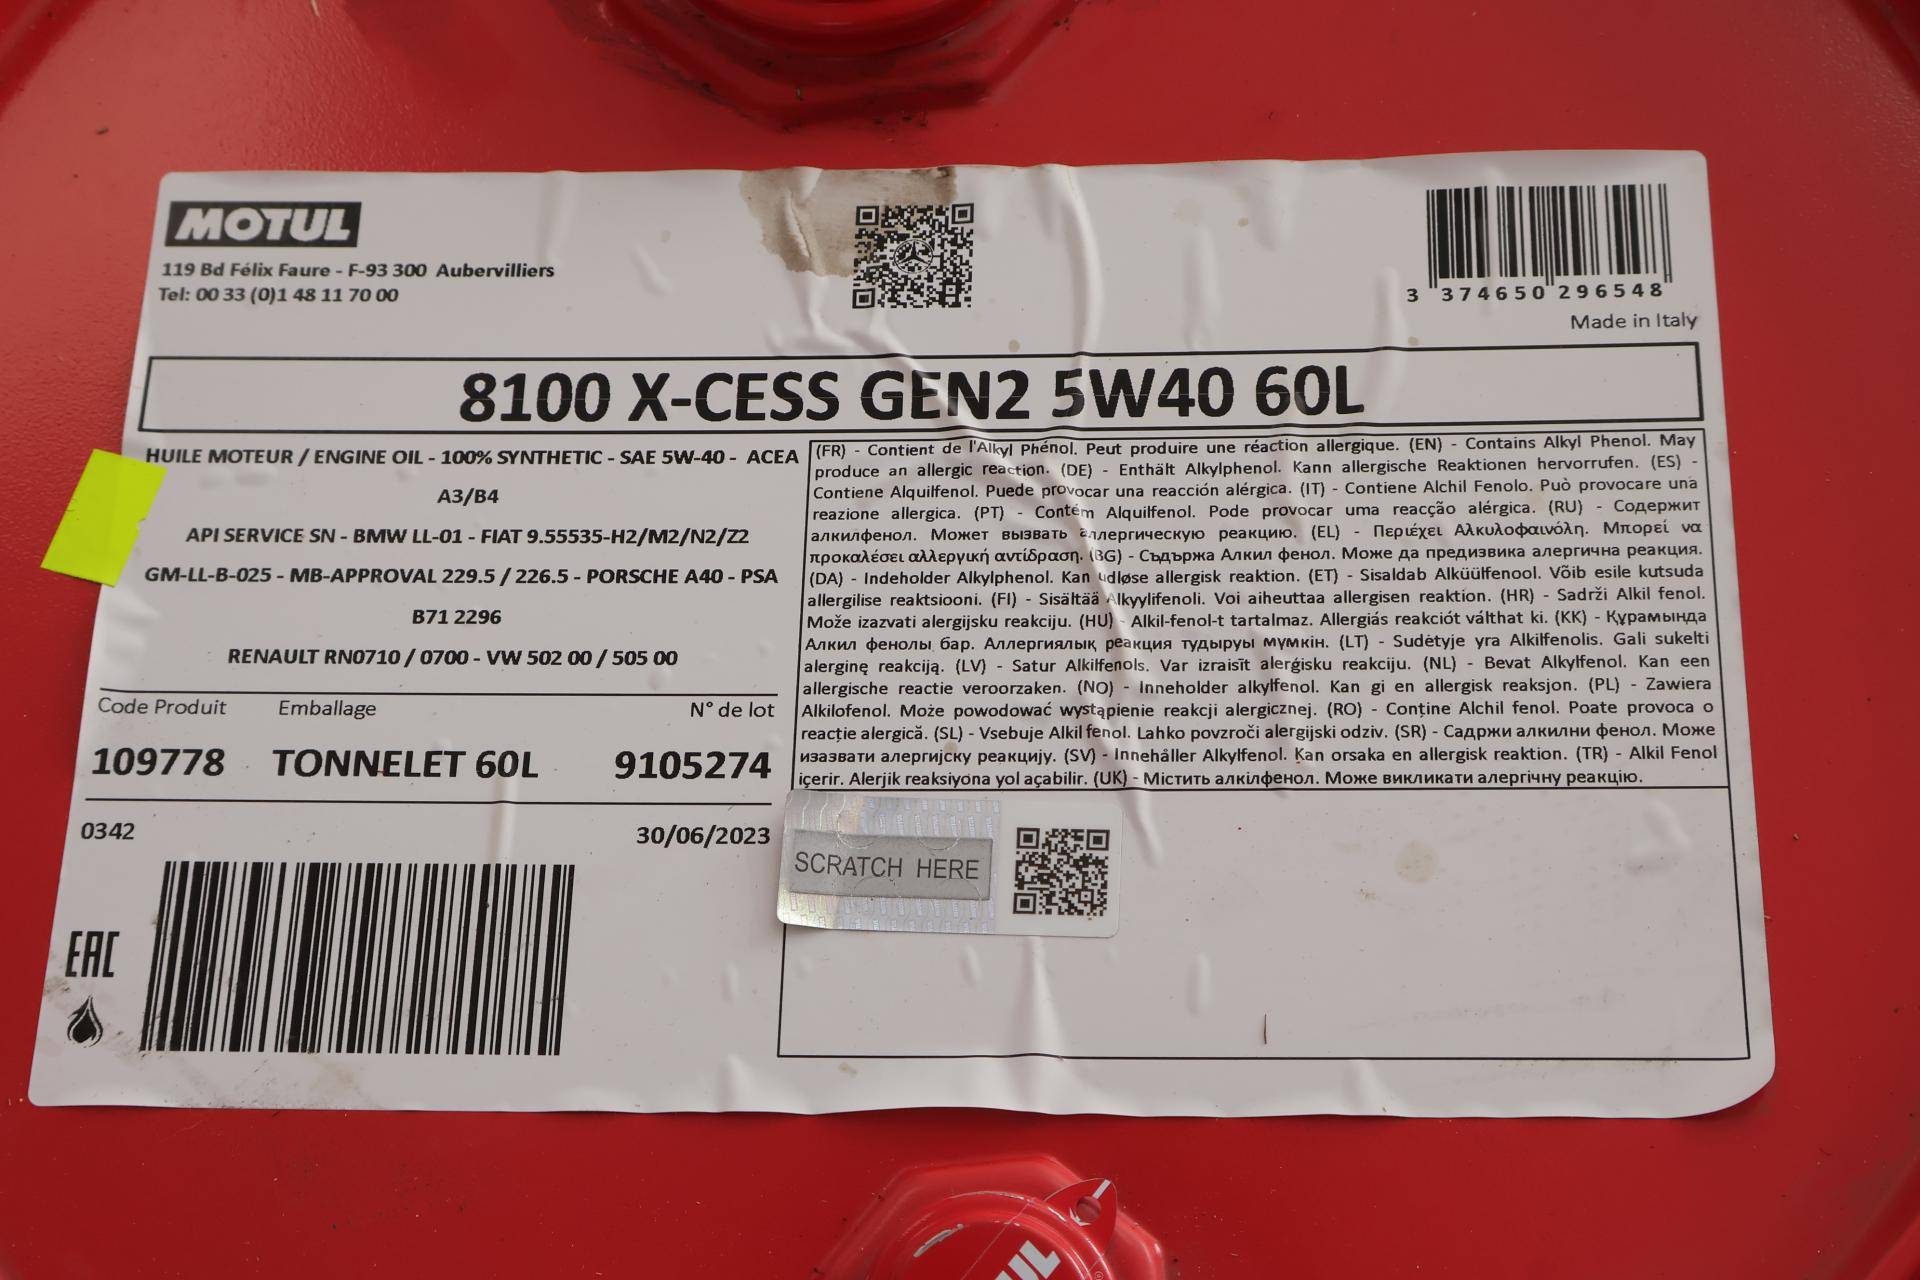 MOTUL
119 Bd Félix Faure - F-93 300 Aubervilliers
Tel: 00 33 (0)1 48 11 70 00
3 374650 296548
Made in Italy
8100 X-CESS GEN2 5W40 60L
HUILE MOTEUR / ENGINE OIL - 100% SYNTHETIC - SAE 5W-40 - ACEA
A3/B4
API SERVICE SN - BMW LL-01 - FIAT 9.55535-H2/M2/N2/Z2
GM-LL-B-025 - MB-APPROVAL 229.5 / 226.5 - PORSCHE A40 - PSA
B71 2296
RENAULT RN0710 / 0700 - VW 502 00 / 505 00
(FR) - Contient de l'Alkyl Phénol. Peut produire une réaction allergique. (EN) - Contains Alkyl Phenol. May
produce an allergic reaction. (DE) - Enthält Alkylphenol. Kann allergische Reaktionen hervorrufen. (ES) -
Contiene Alquilfenol. Puede provocar una reacción alérgica. (IT) - Contiene Alchil Fenolo. Può provocare una
reazione allergica. (PT) - Contém Alquilfenol. Pode provocar uma reacção alérgica. (RU) - Содержит
алкилфенол. Может вызвать аллергическую реакцию. (EL) - Περιέχει Αλκυλοφαινόλη. Μπορεί να
προκαλέσει αλλεργική αντίδραση. (BG) - Съдържа Алкил фенол. Може да предизвика алергична реакция.
(DA) - Indeholder Alkylphenol. Kan udløse allergisk reaktion. (ET) - Sisaldab Alküülfenool. Võib esile kutsuda
allergilise reaktsiooni. (FI) - Sisältää Alkyylifenoli. Voi aiheuttaa allergisen reaktion. (HR) - Sadrži Alkil fenol.
Može izazvati alergijsku reakciju. (HU) - Alkil-fenol-t tartalmaz. Allergiás reakciót válthat ki. (KK) - Құрамында
Алкил фенолы бар. Аллергиялық реакция тудыруы мүмкін. (LT) - Sudėtyje yra Alkilfenolis. Gali sukelti
alerginę reakciją. (LV) - Satur Alkilfenols. Var izraisīt alerģisku reakciju. (NL) - Bevat Alkylfenol. Kan een
allergische reactie veroorzaken. (NO) - Inneholder alkylfenol. Kan gi en allergisk reaksjon. (PL) - Zawiera
Alkilofenol. Może powodować wystąpienie reakcji alergicznej. (RO) - Conține Alchil fenol. Poate provoca o
reacție alergică. (SL) - Vsebuje Alkil fenol. Lahko povzroči alergijski odziv. (SR) - Садржи алкилни фенол. Може
изазвати алергијску реакцију. (SV) - Innehåller Alkylfenol. Kan orsaka en allergisk reaktion. (TR) - Alkil Fenol
içerir. Alerjik reaksiyona yol açabilir. (UK) - Містить алкілфенол. Може викликати алергічну реакцію.
Code Produit Emballage N° de lot
109778 TONNELET 60L 9105274
0342 30/06/2023
SCRATCH HERE
EAC